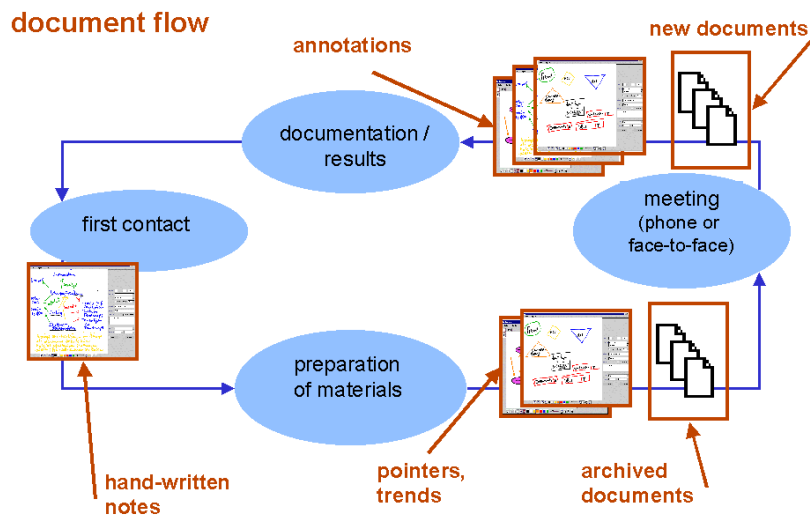 document flow
annotations
new documents
documentation /
results
first contact
meeting
(phone or
face-to-face)
preparation
of materials
hand-written
notes
pointers,
trends
archived
documents